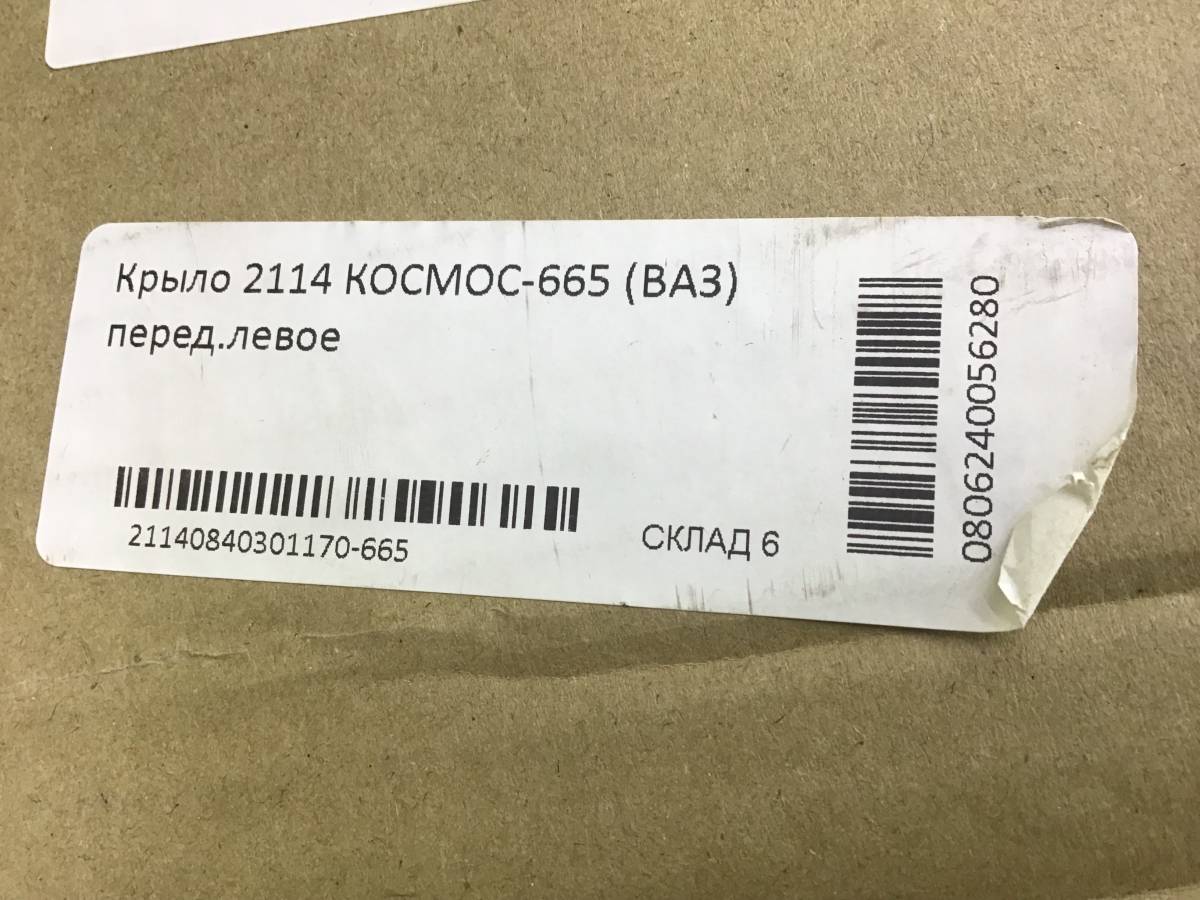 Крыло 2114 КОСМОС-665 (ВАЗ)
перед.левое
21140840301170-665
СКЛАД 6
0806240056280